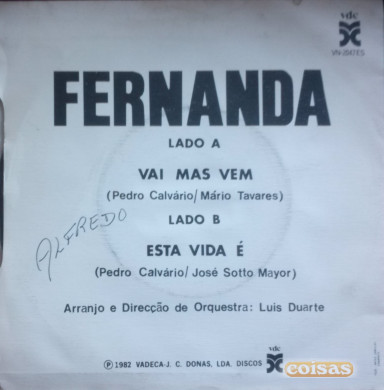 vdc
VN-2047ES
FERNANDA
LADO A
VAI MAS VEM
(Pedro Calvário/Mário Tavares)
LADO B
ALFREDO
ESTA VIDA É
(Pedro Calvário/José Sotto Mayor)
Arranjo e Direcção de Orquestra: Luis Duarte
vdc
℗ 1982 VADECA-J. C. DONAS, LDA. DISCOS
coisas